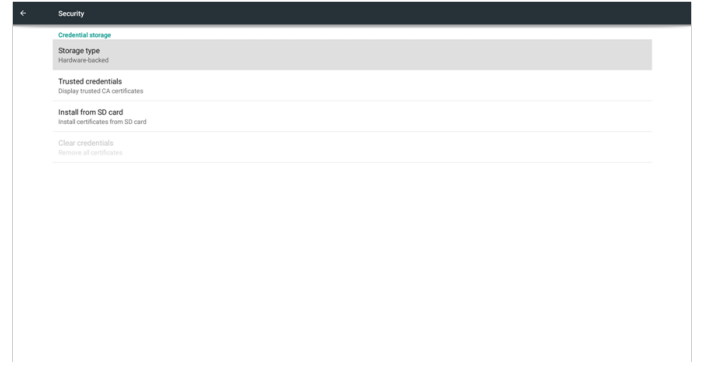 Security
Credential storage
Storage type
Hardware-backed
Trusted credentials
Display trusted CA certificates
Install from SD card
Install certificates from SD card
Clear credentials
Remove all certificates